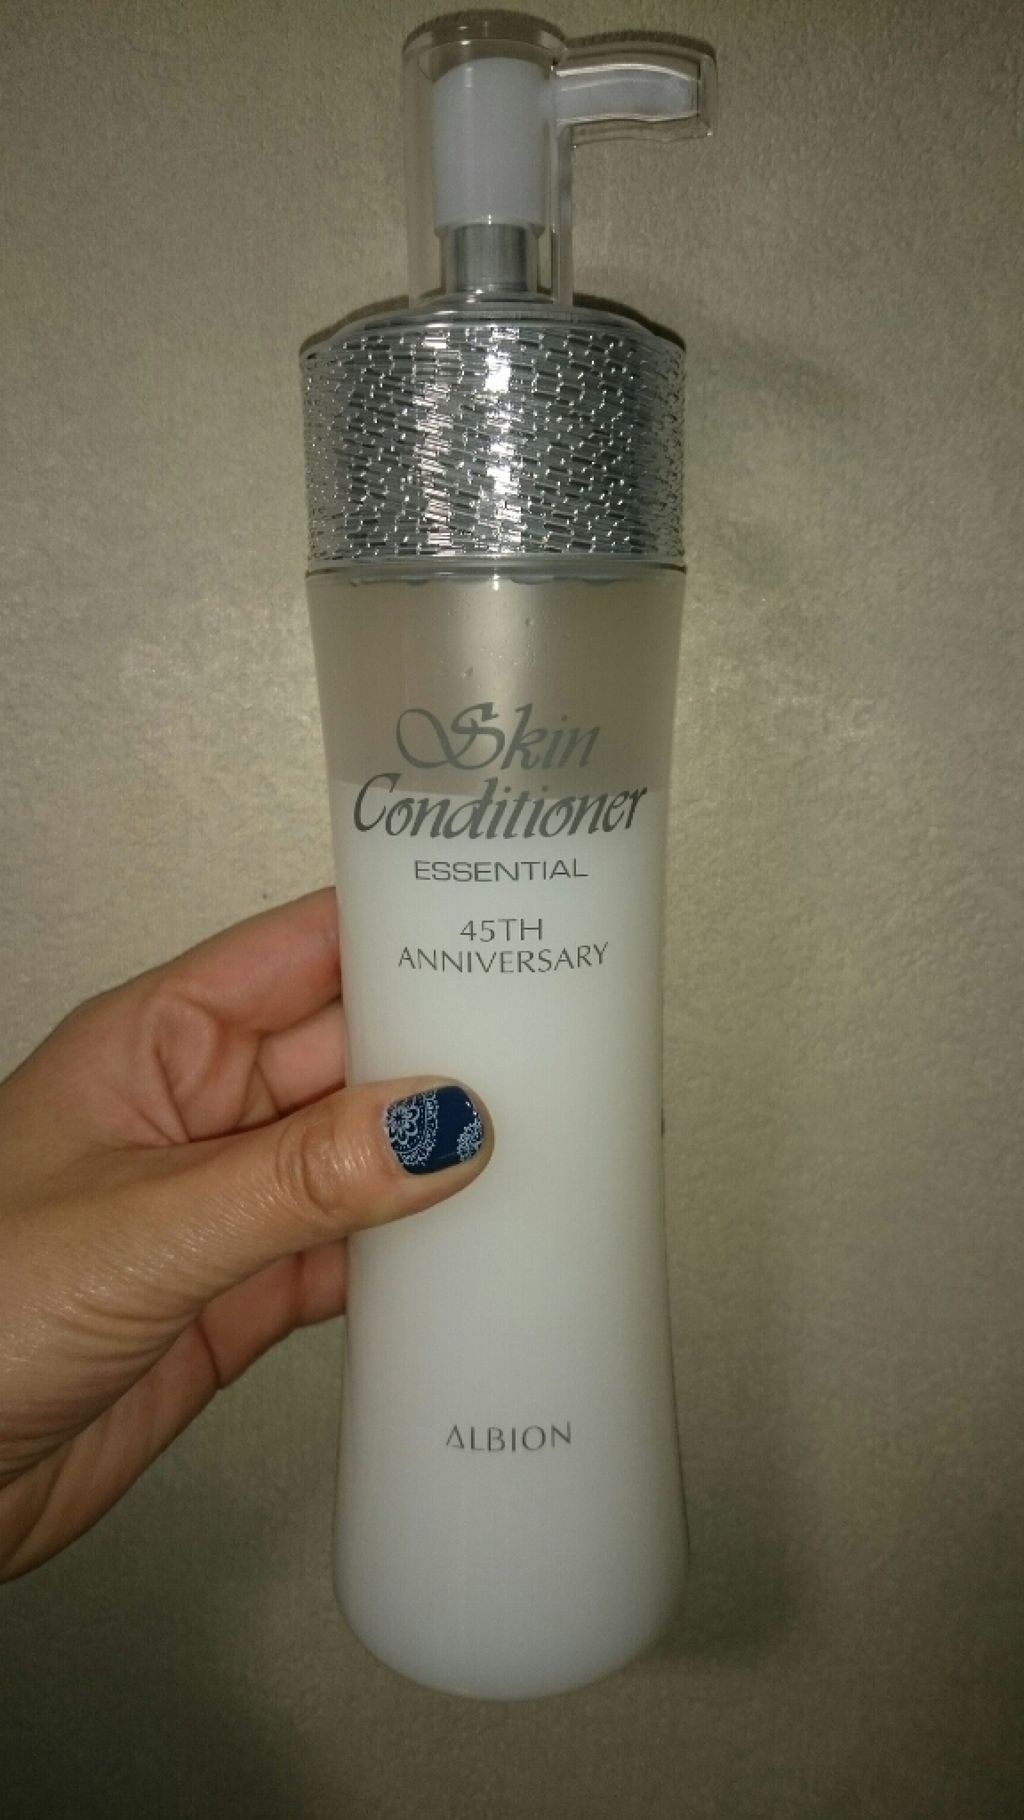 Skin
Conditioner
ESSENTIAL
45TH
ANNIVERSARY
ALBION